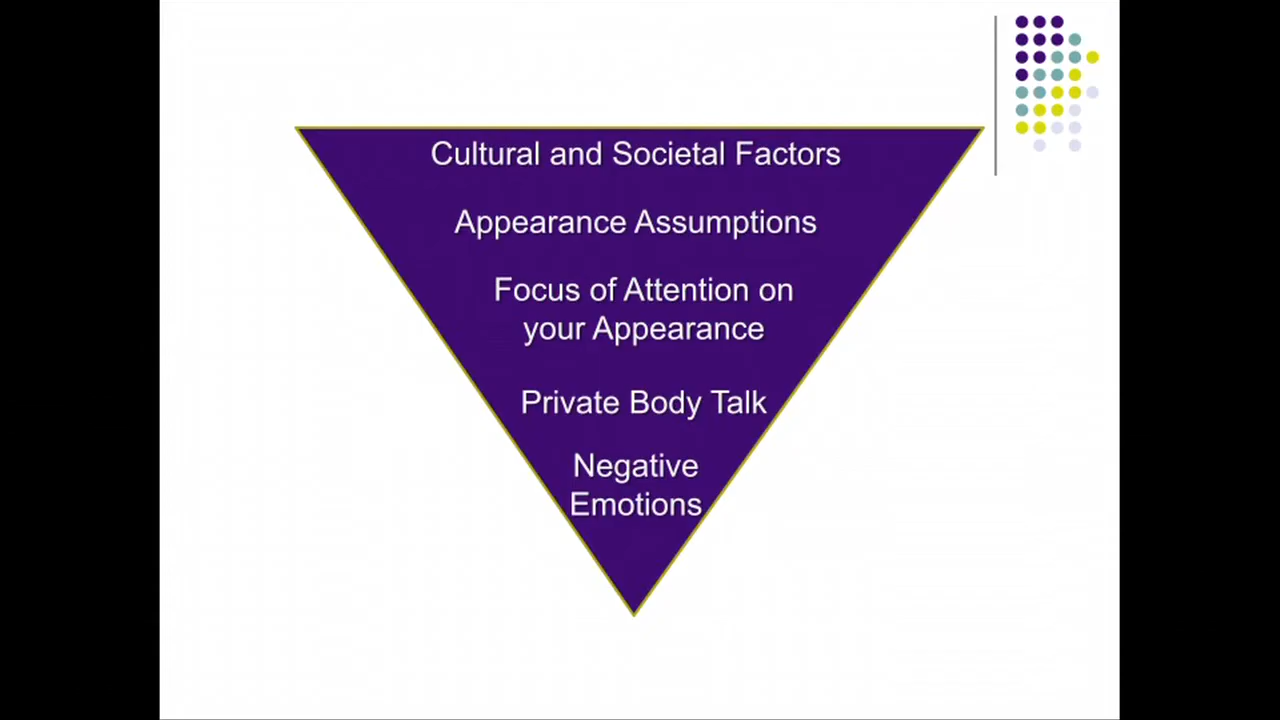 Cultural and Societal Factors
Appearance Assumptions
Focus of Attention on
your Appearance
Private Body Talk
Negative
Emotions